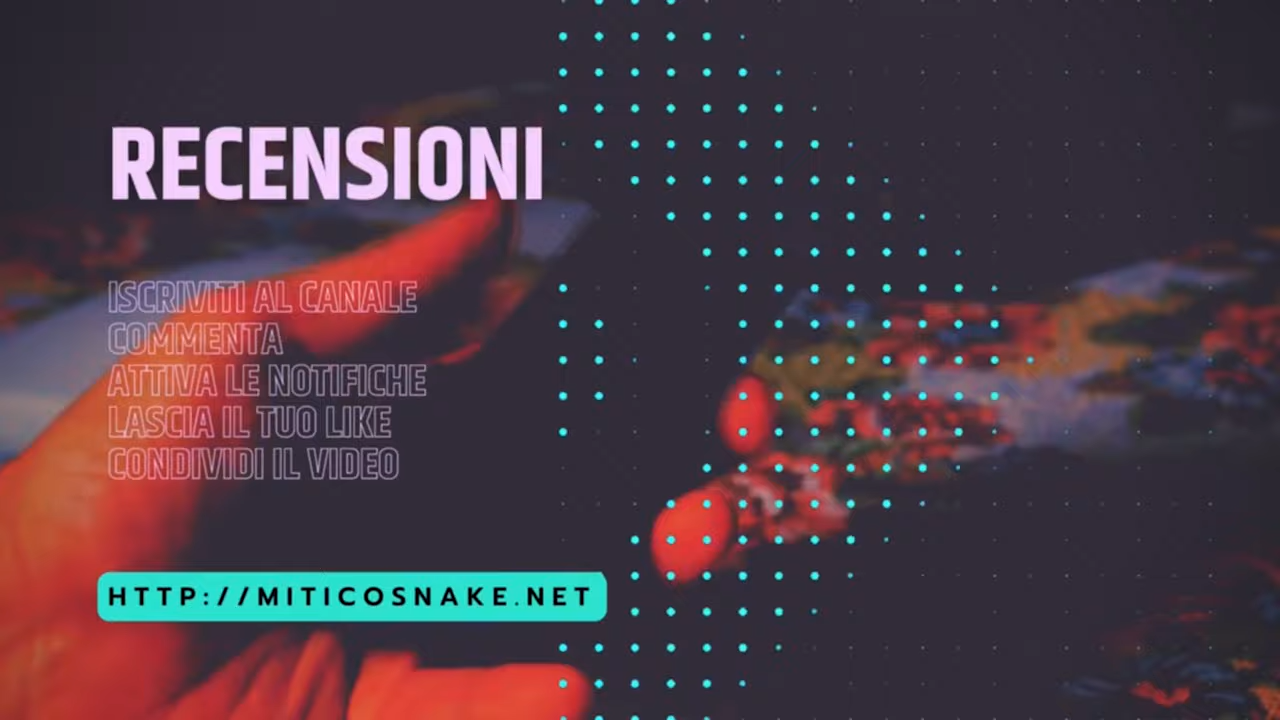 RECENSIONI
ISCRIVITI AL CANALE
COMMENTA
ATTIVA LE NOTIFICHE
LASCIA IL TUO LIKE
CONDIVIDI IL VIDEO
HTTP://MITICOSNAKE.NET